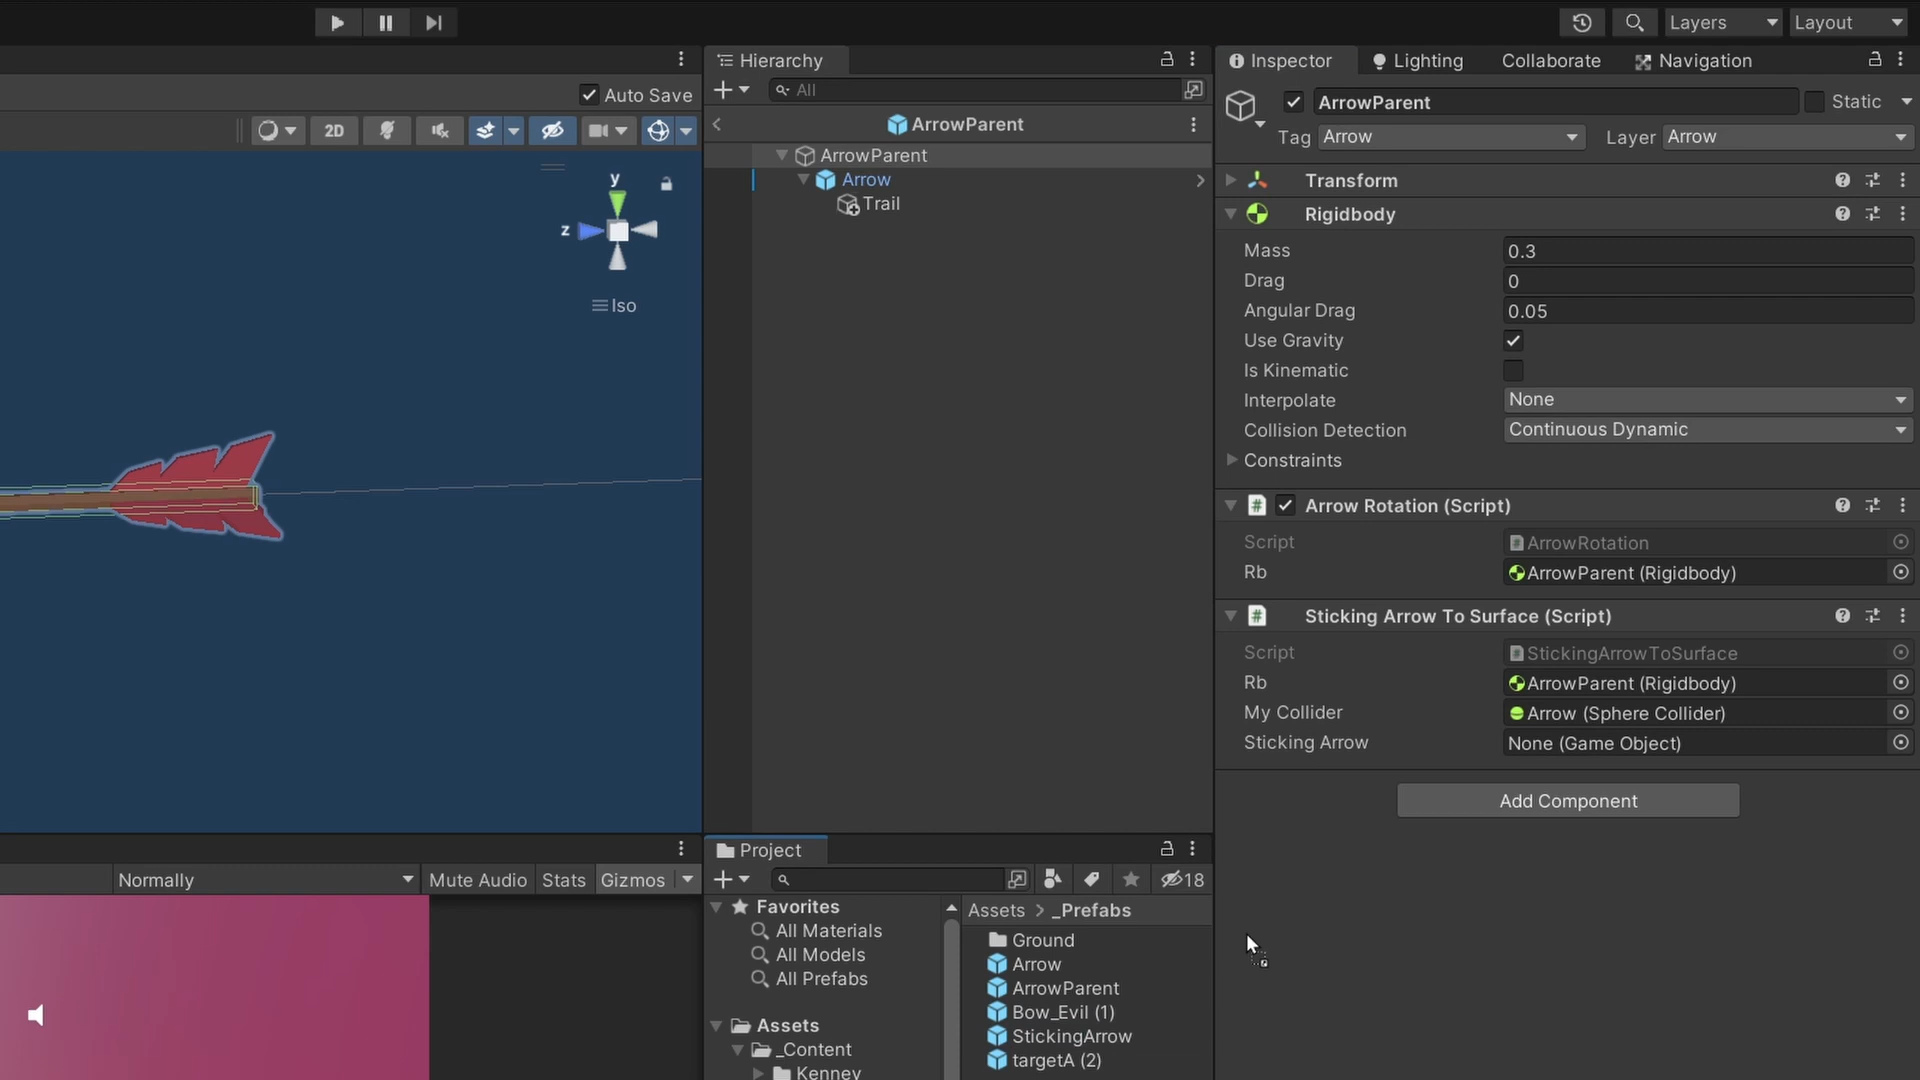 Layers
Layout
Auto Save
2D
y
z
Iso
Hierarchy
All
ArrowParent
ArrowParent
Arrow
Trail
Inspector
Lighting
Collaborate
Navigation
ArrowParent
Static
Tag Arrow
Layer Arrow
Transform
Rigidbody
Mass 0.3
Drag 0
Angular Drag 0.05
Use Gravity
Is Kinematic
Interpolate None
Collision Detection Continuous Dynamic
Constraints
# Arrow Rotation (Script)
Script ArrowRotation
Rb ArrowParent (Rigidbody)
# Sticking Arrow To Surface (Script)
Script StickingArrowToSurface
Rb ArrowParent (Rigidbody)
My Collider Arrow (Sphere Collider)
Sticking Arrow None (Game Object)
Add Component
Normally
Mute Audio
Stats
Gizmos
Project
18
Favorites
All Materials
All Models
All Prefabs
Assets
_Content
Kenney
Assets > _Prefabs
Ground
Arrow
ArrowParent
Bow_Evil (1)
StickingArrow
targetA (2)